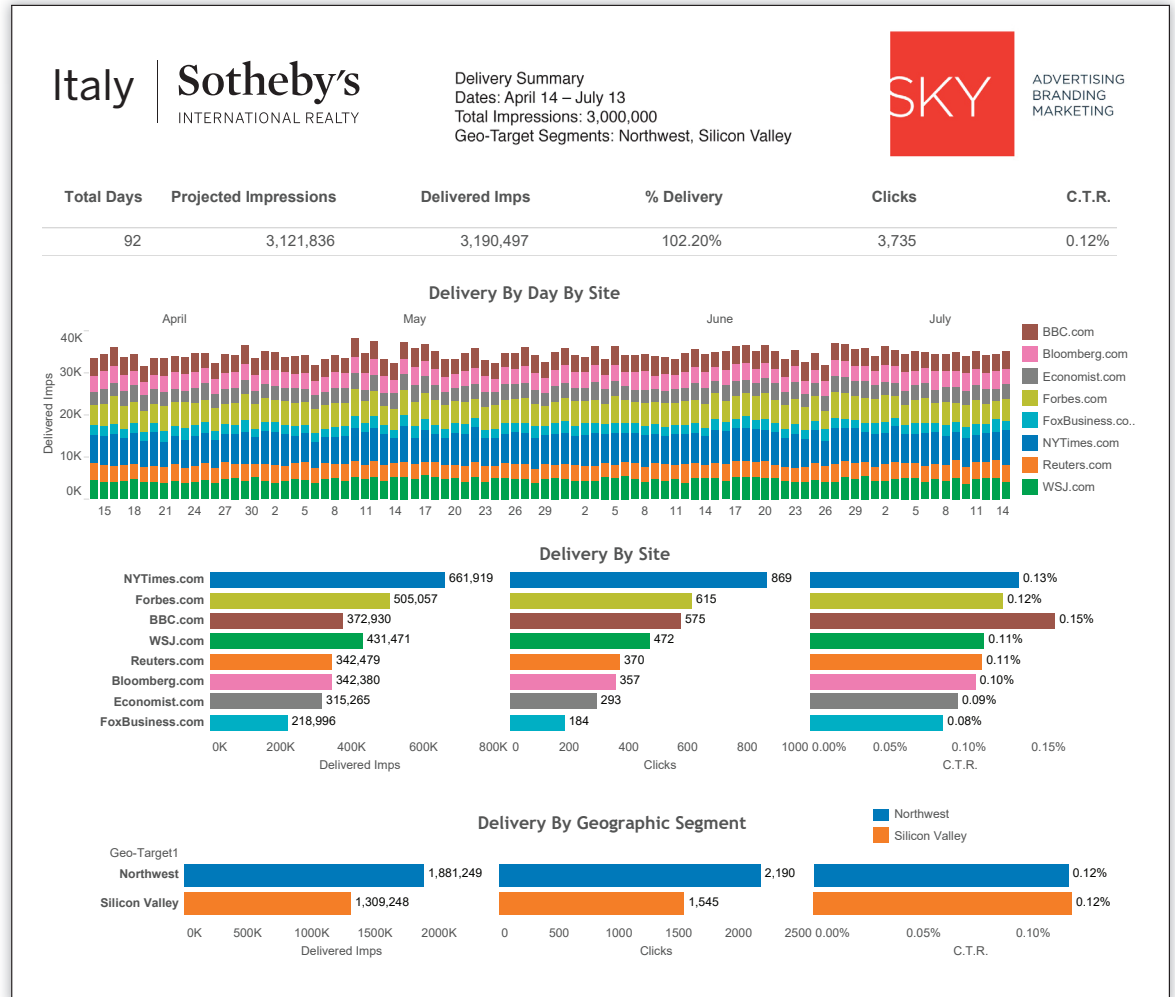 Italy
Sotheby's
INTERNATIONAL REALTY
Delivery Summary
Dates: April 14 – July 13
Total Impressions: 3,000,000
Geo-Target Segments: Northwest, Silicon Valley
SKY
ADVERTISING
BRANDING
MARKETING
Total Days Projected Impressions Delivered Imps % Delivery Clicks C.T.R.
92 3,121,836 3,190,497 102.20% 3,735 0.12%
Delivery By Day By Site
April May June July
40K
30K
20K
10K
0K
Delivered Imps
15 18 21 24 27 30 2 5 8 11 14 17 20 23 26 29 2 5 8 11 14 17 20 23 26 29 2 5 8 11 14
BBC.com
Bloomberg.com
Economist.com
Forbes.com
FoxBusiness.co..
NYTimes.com
Reuters.com
WSJ.com
Delivery By Site
NYTimes.com 661,919 869 0.13%
Forbes.com 505,057 615 0.12%
BBC.com 372,930 575 0.15%
WSJ.com 431,471 472 0.11%
Reuters.com 342,479 370 0.11%
Bloomberg.com 342,380 357 0.10%
Economist.com 315,265 293 0.09%
FoxBusiness.com 218,996 184 0.08%
0K 200K 400K 600K 800K 0 200 400 600 800 1000 0.00% 0.05% 0.10% 0.15%
Delivered Imps Clicks C.T.R.
Delivery By Geographic Segment
Northwest
Silicon Valley
Geo-Target1
Northwest 1,881,249 2,190 0.12%
Silicon Valley 1,309,248 1,545 0.12%
0K 500K 1000K 1500K 2000K 0 500 1000 1500 2000 2500 0.00% 0.05% 0.10%
Delivered Imps Clicks C.T.R.